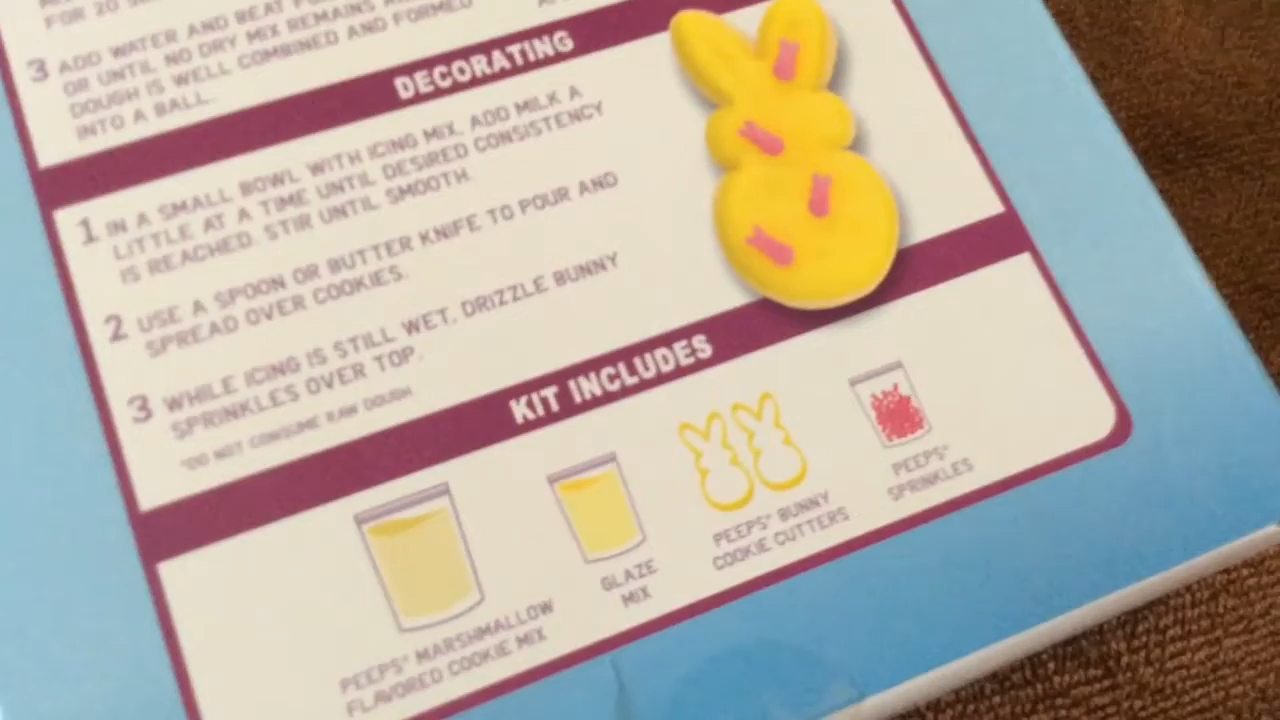 FOR 20
3 ADD WATER AND BEAT
OR UNTIL NO DRY MIX REMAINS
DOUGH IS WELL COMBINED AND FORMED
INTO A BALL.
DECORATING
1 IN A SMALL BOWL WITH ICING MIX, ADD MILK A
LITTLE AT A TIME UNTIL DESIRED CONSISTENCY
IS REACHED. STIR UNTIL SMOOTH.
2 USE A SPOON OR BUTTER KNIFE TO POUR AND
SPREAD OVER COOKIES.
3 WHILE ICING IS STILL WET, DRIZZLE BUNNY
SPRINKLES OVER TOP.
*DO NOT CONSUME RAW DOUGH
KIT INCLUDES
PEEPS® MARSHMALLOW
FLAVORED COOKIE MIX
GLAZE
MIX
PEEPS® BUNNY
COOKIE CUTTERS
PEEPS®
SPRINKLES